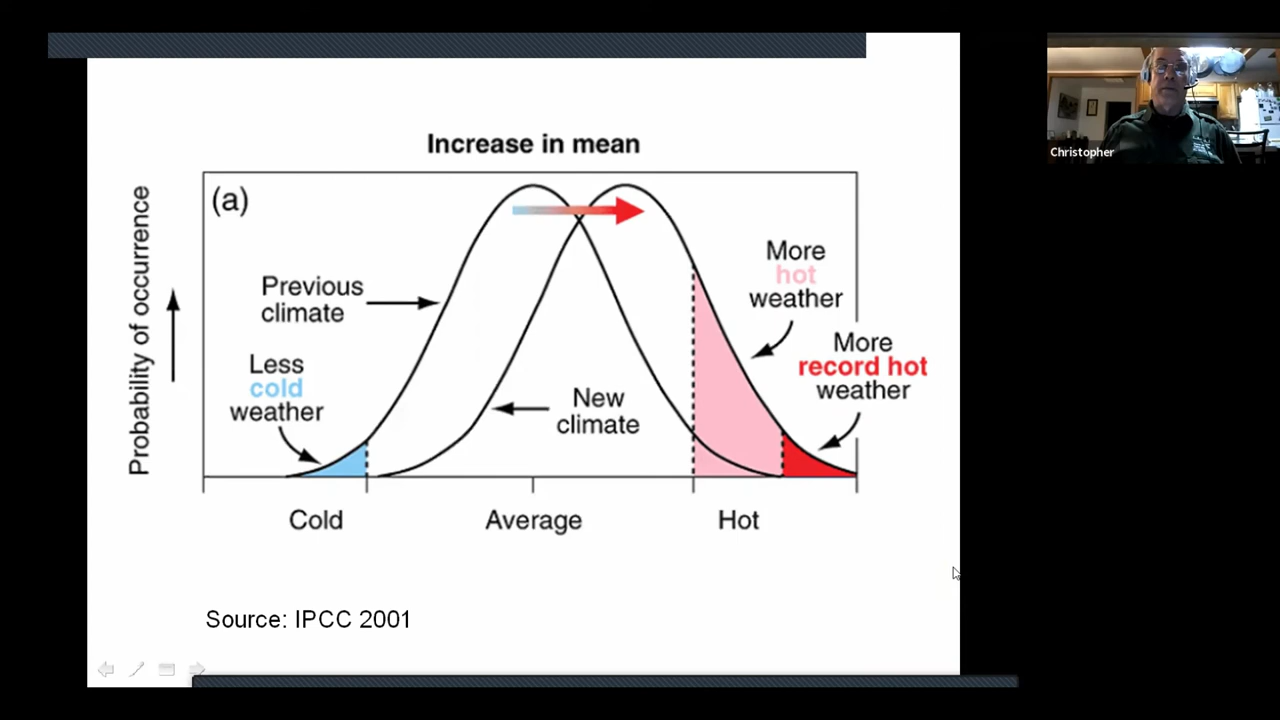 Increase in mean
(a)
Probability of occurrence
Previous
climate
Less
cold
weather
New
climate
More
hot
weather
More
record hot
weather
Cold
Average
Hot
Source: IPCC 2001
Christopher